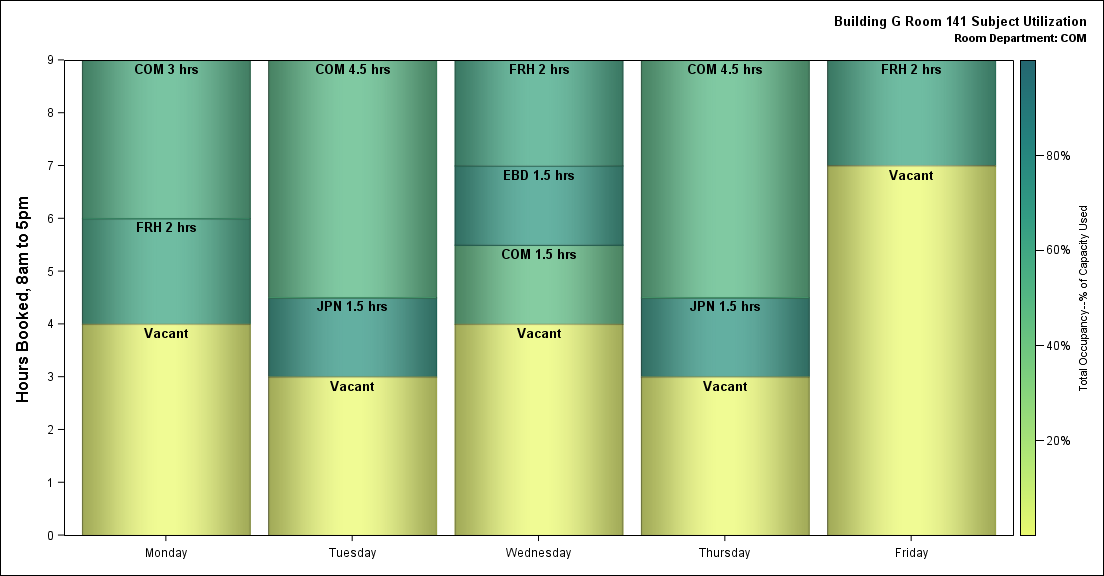 Building G Room 141 Subject Utilization
Room Department: COM
Hours Booked, 8am to 5pm
9
8
7
6
5
4
3
2
1
0
COM 3 hrs
FRH 2 hrs
Vacant
COM 4.5 hrs
JPN 1.5 hrs
Vacant
FRH 2 hrs
EBD 1.5 hrs
COM 1.5 hrs
Vacant
COM 4.5 hrs
JPN 1.5 hrs
Vacant
FRH 2 hrs
Vacant
Monday
Tuesday
Wednesday
Thursday
Friday
80%
60%
40%
20%
Total Occupancy--% of Capacity Used